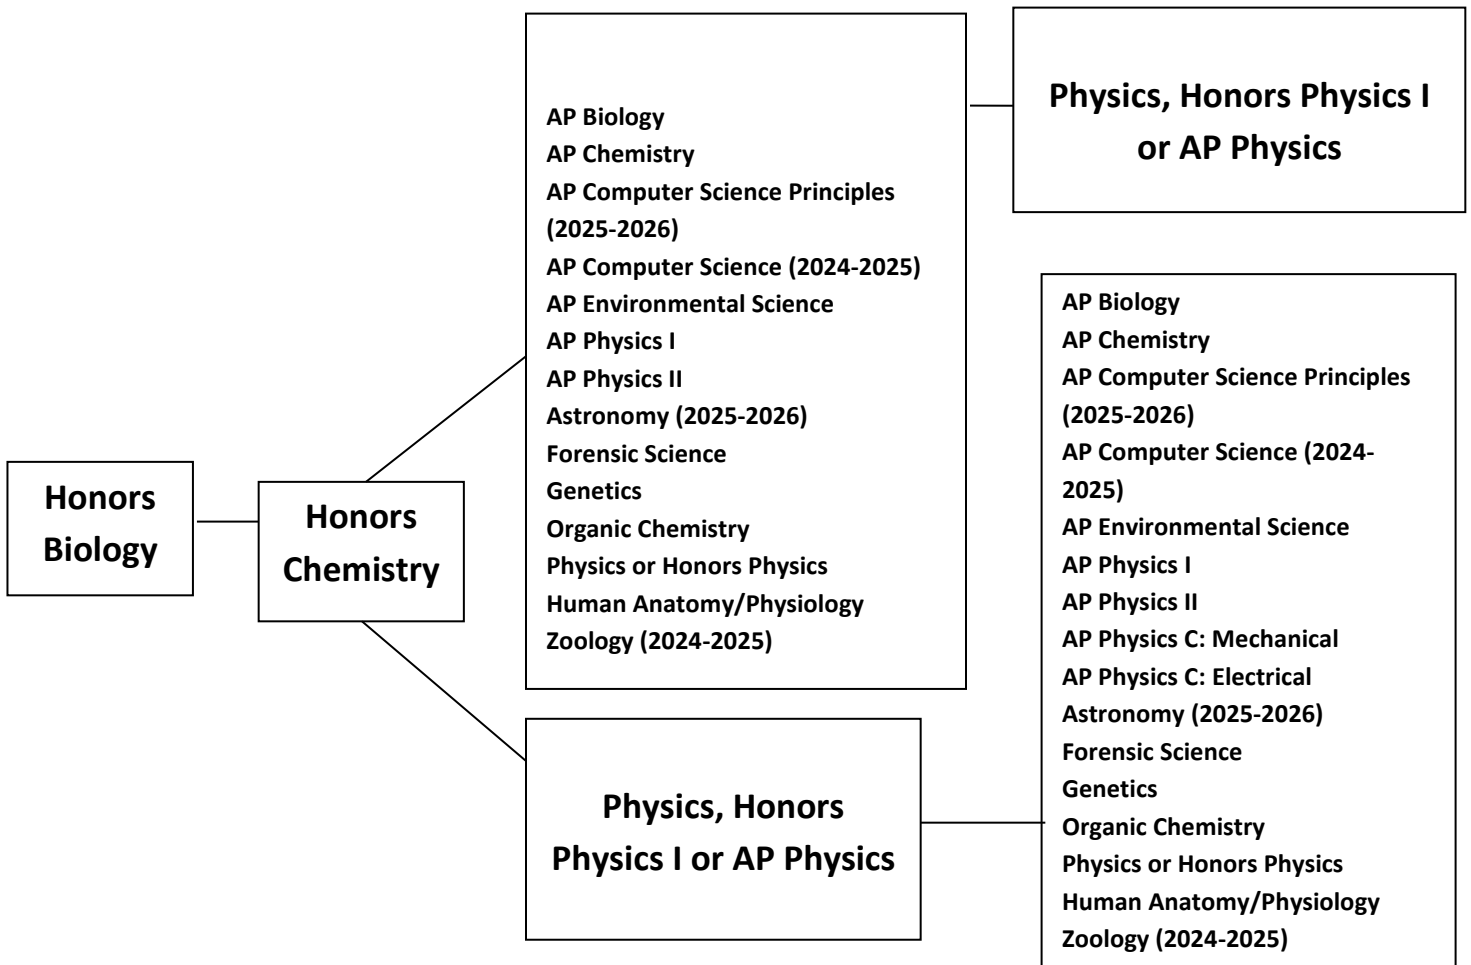 Honors
Biology
Honors
Chemistry
AP Biology
AP Chemistry
AP Computer Science Principles
(2025-2026)
AP Computer Science (2024-2025)
AP Environmental Science
AP Physics I
AP Physics II
Astronomy (2025-2026)
Forensic Science
Genetics
Organic Chemistry
Physics or Honors Physics
Human Anatomy/Physiology
Zoology (2024-2025)
Physics, Honors Physics I
or AP Physics
Physics, Honors
Physics I or AP Physics
AP Biology
AP Chemistry
AP Computer Science Principles
(2025-2026)
AP Computer Science (2024-
2025)
AP Environmental Science
AP Physics I
AP Physics II
AP Physics C: Mechanical
AP Physics C: Electrical
Astronomy (2025-2026)
Forensic Science
Genetics
Organic Chemistry
Physics or Honors Physics
Human Anatomy/Physiology
Zoology (2024-2025)